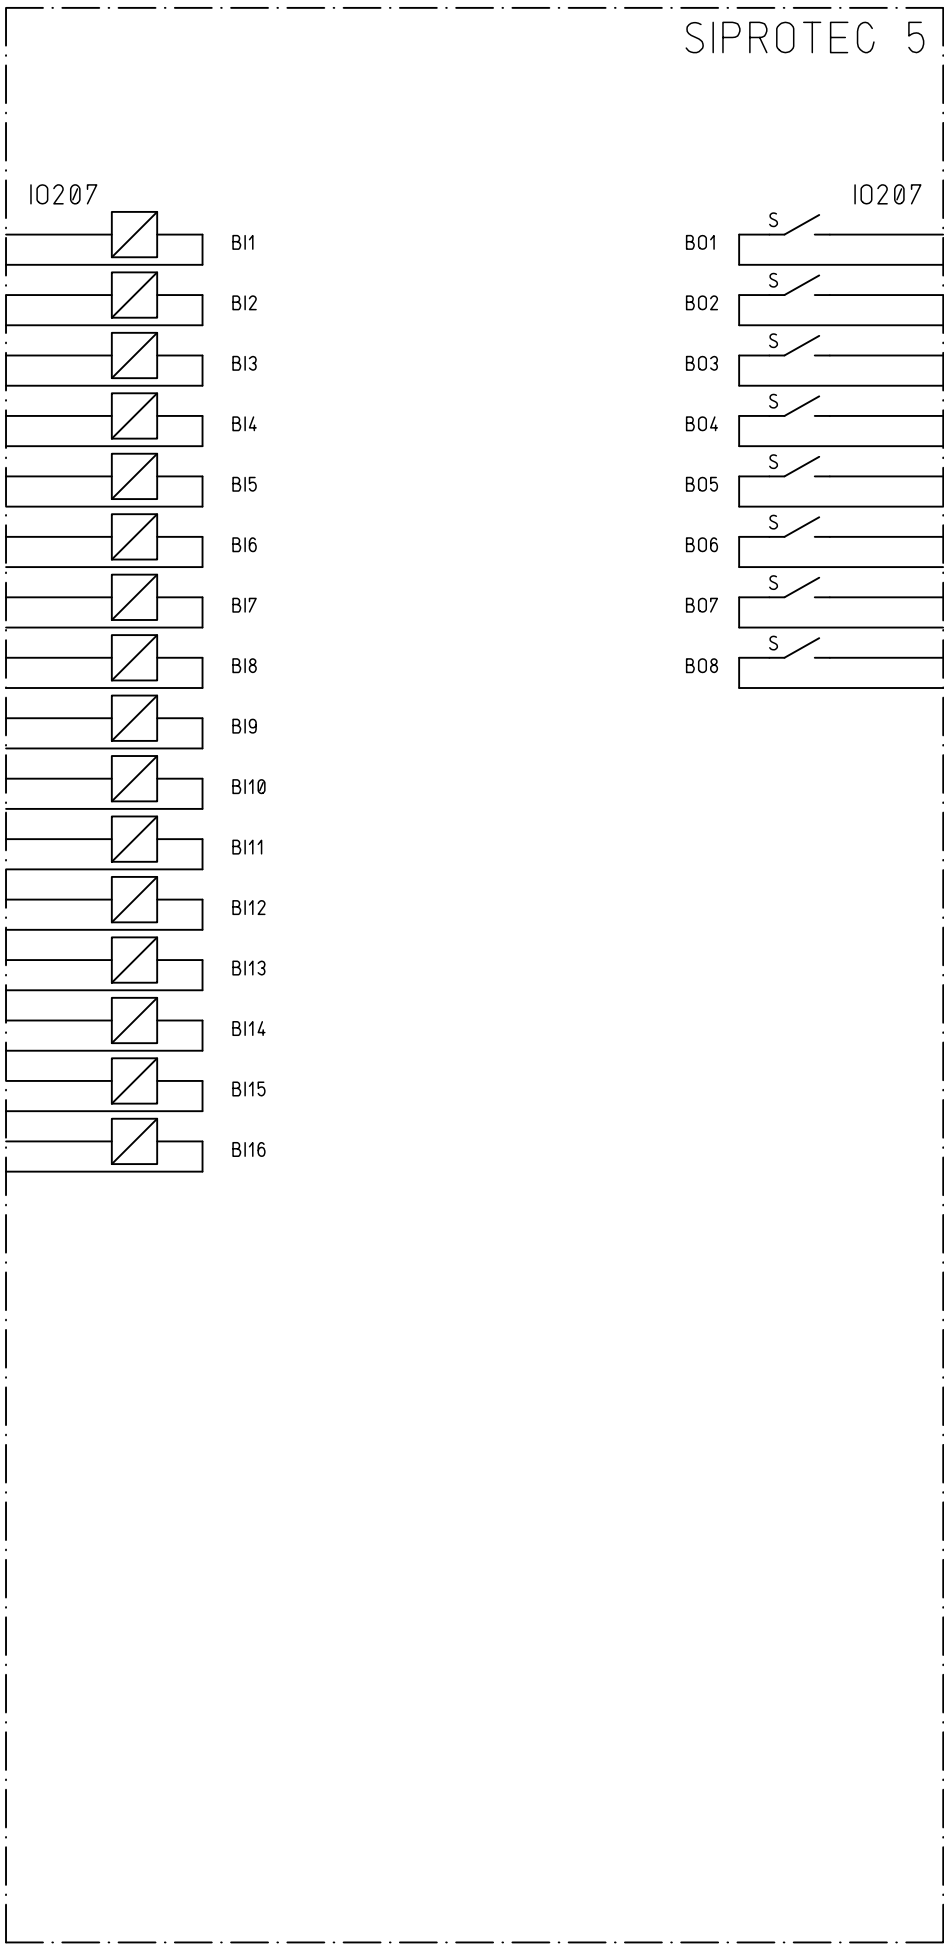 SIPROTEC 5
IO207 IO207
BI1 BO1 S
BI2 BO2 S
BI3 BO3 S
BI4 BO4 S
BI5 BO5 S
BI6 BO6 S
BI7 BO7 S
BI8 BO8 S
BI9
BI10
BI11
BI12
BI13
BI14
BI15
BI16